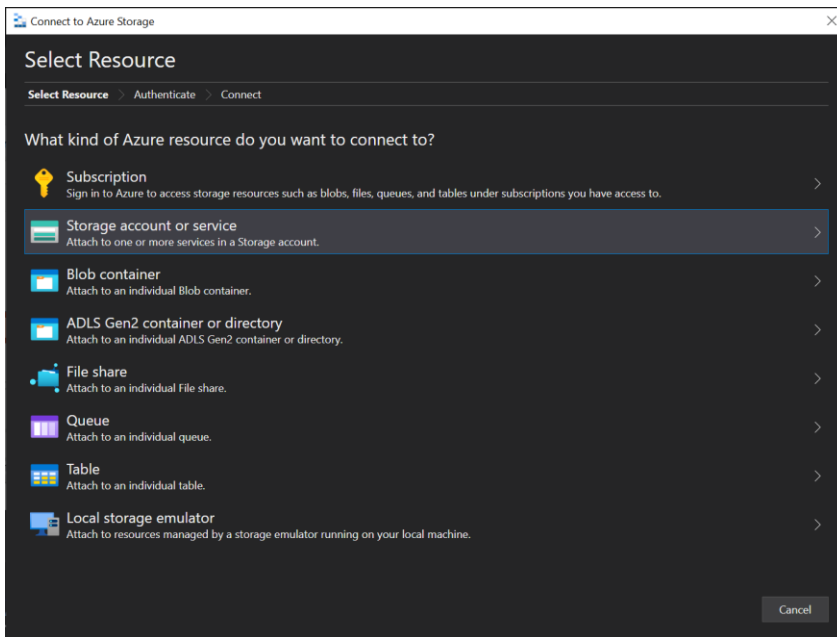 Connect to Azure Storage
Select Resource
Select Resource > Authenticate > Connect
What kind of Azure resource do you want to connect to?
Subscription
Sign in to Azure to access storage resources such as blobs, files, queues, and tables under subscriptions you have access to.
Storage account or service
Attach to one or more services in a Storage account.
Blob container
Attach to an individual Blob container.
ADLS Gen2 container or directory
Attach to an individual ADLS Gen2 container or directory.
File share
Attach to an individual File share.
Queue
Attach to an individual queue.
Table
Attach to an individual table.
Local storage emulator
Attach to resources managed by a storage emulator running on your local machine.
Cancel